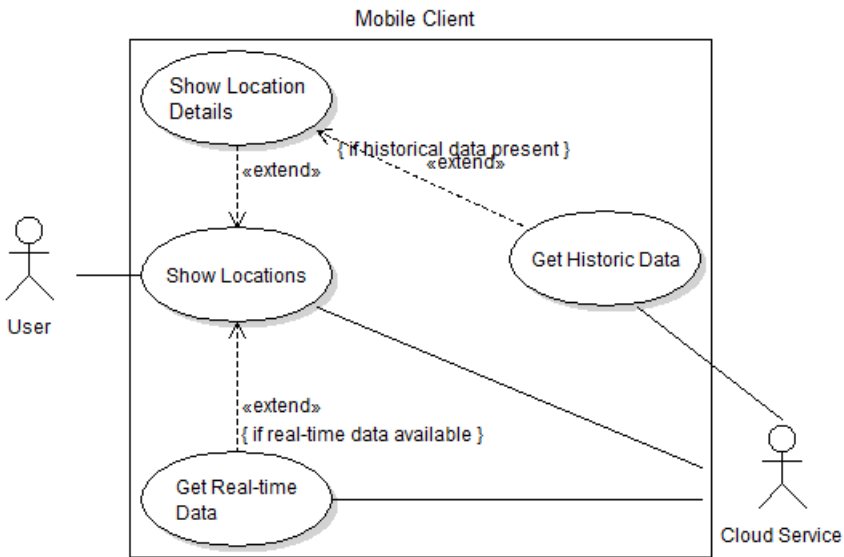 Mobile Client
Show Location
Details
{ if historical data present }
«extend»
«extend»
Show Locations
Get Historic Data
User
«extend»
{ if real-time data available }
Get Real-time
Data
Cloud Service